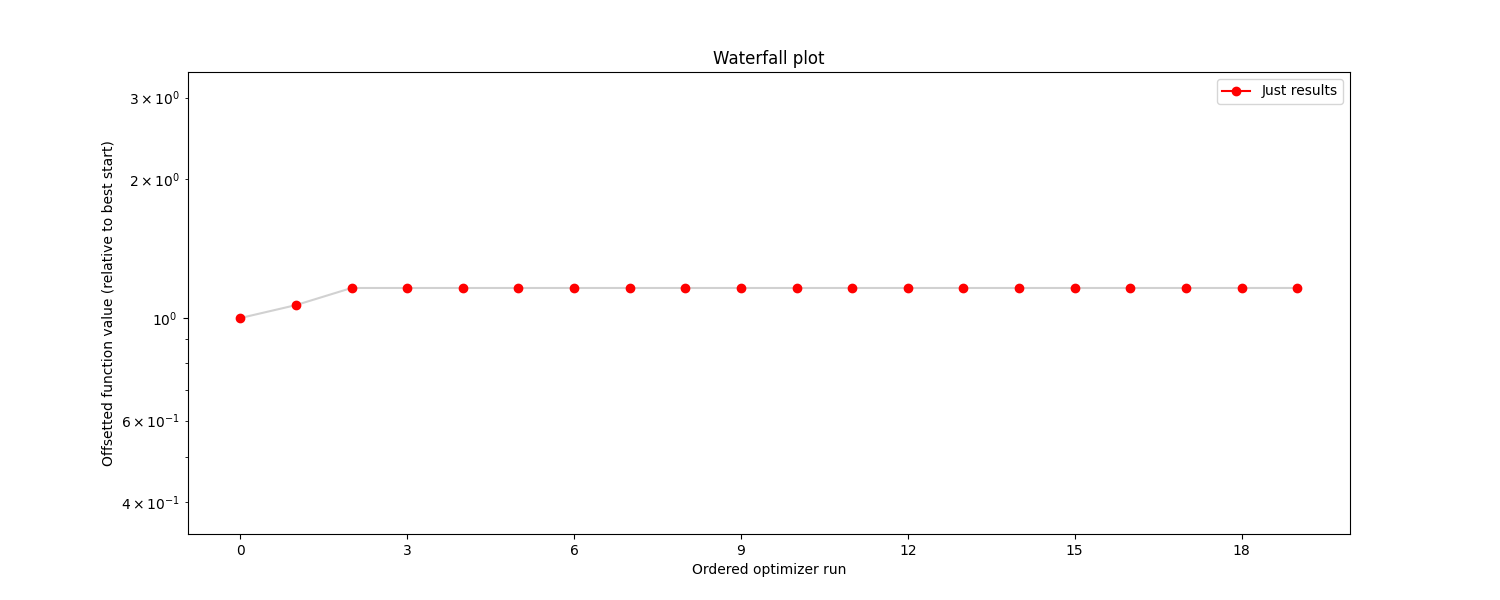 Waterfall plot
Just results
Offsetted function value (relative to best start)
3 × 10⁰
2 × 10⁰
10⁰
6 × 10⁻¹
4 × 10⁻¹
0 3 6 9 12 15 18
Ordered optimizer run